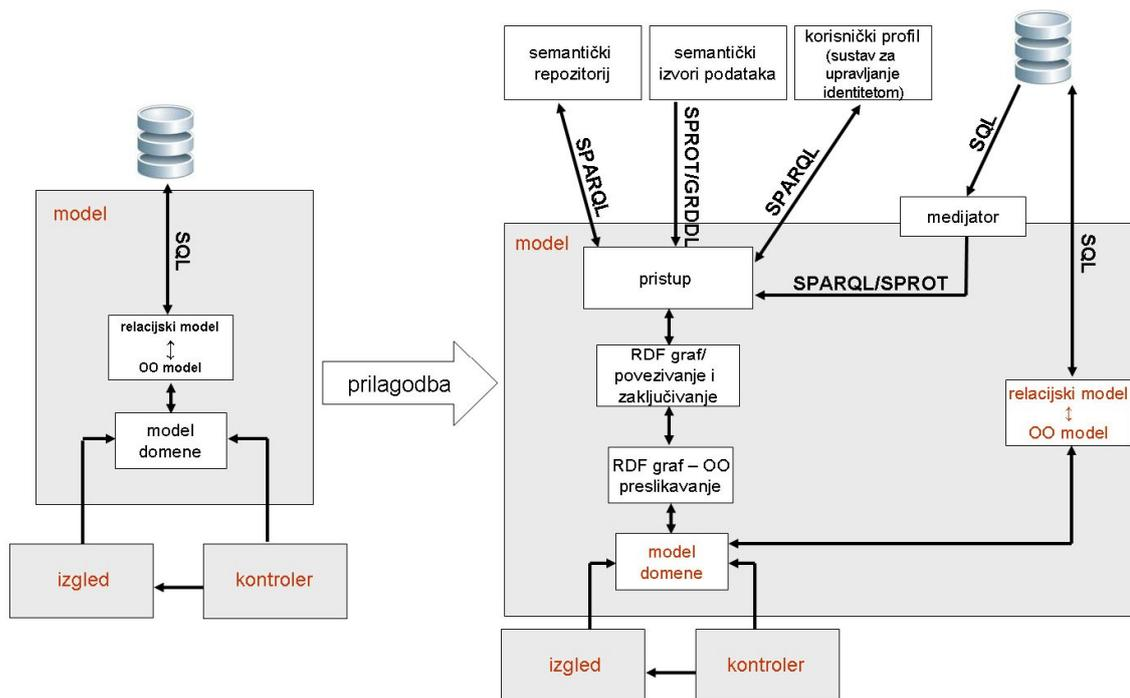 model
SQL
relacijski model
↕
OO model
model
domene
izgled
kontroler
prilagodba
semantički
repozitorij
semantički
izvori podataka
korisnički profil
(sustav za
upravljanje
identitetom)
SPARQL
SPROT/GRDDL
SPARQL
SQL
medijator
SQL
model
pristup
SPARQL/SPROT
RDF graf/
povezivanje i
zaključivanje
relacijski model
↕
OO model
RDF graf – OO
preslikavanje
model
domene
izgled
kontroler